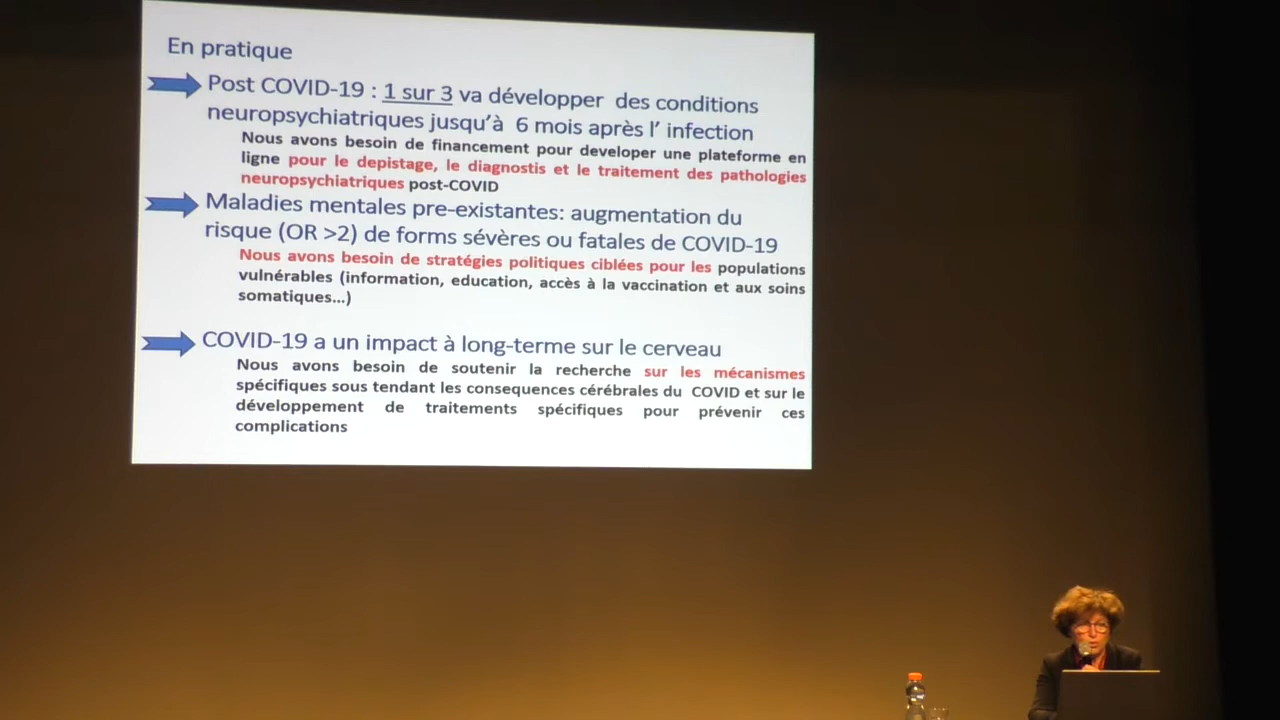 En pratique
Post COVID-19 : 1 sur 3 va développer des conditions
neuropsychiatriques jusqu'à 6 mois après l' infection
Nous avons besoin de financement pour developer une plateforme en
ligne pour le depistage, le diagnostis et le traitement des pathologies
neuropsychiatriques post-COVID
Maladies mentales pre-existantes: augmentation du
risque (OR >2) de forms sévères ou fatales de COVID-19
Nous avons besoin de stratégies politiques ciblées pour les populations
vulnérables (information, education, accès à la vaccination et aux soins
somatiques...)
COVID-19 a un impact à long-terme sur le cerveau
Nous avons besoin de soutenir la recherche sur les mécanismes
spécifiques sous tendant les consequences cérébrales du COVID et sur le
développement de traitements spécifiques pour prévenir ces
complications